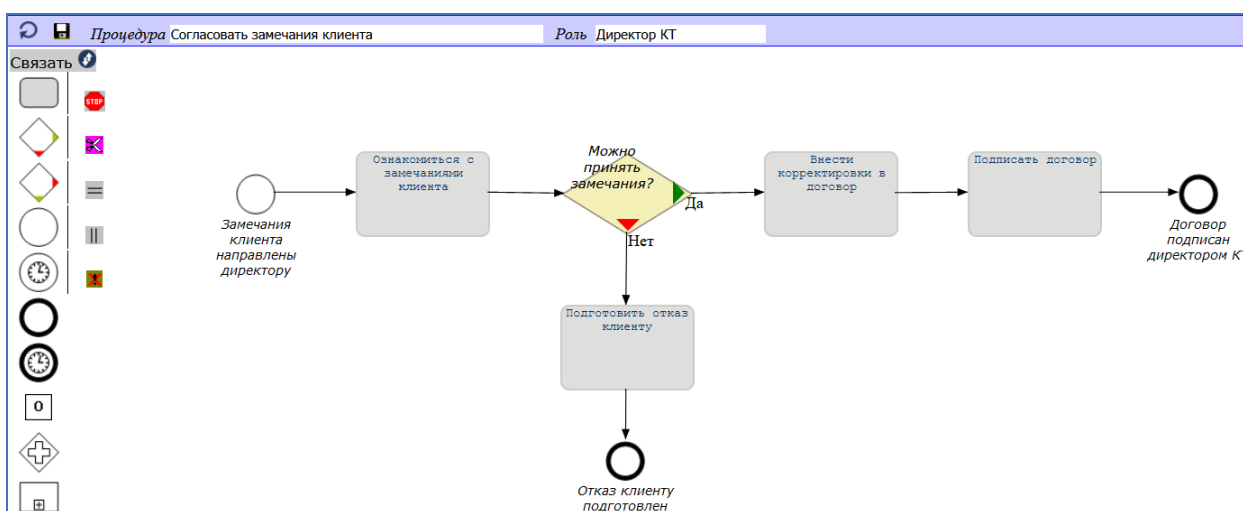 Процедура Согласовать замечания клиента Роль Директор КТ
Связать
STOP
Ознакомиться с
замечаниями
клиента
Можно
принять
замечания?
Внести
корректировки в
договор
Подписать договор
Да
Нет
Замечания
клиента
направлены
директору
Договор
подписан
директором КТ
Подготовить отказ
клиенту
O
Отказ клиенту
подготовлен